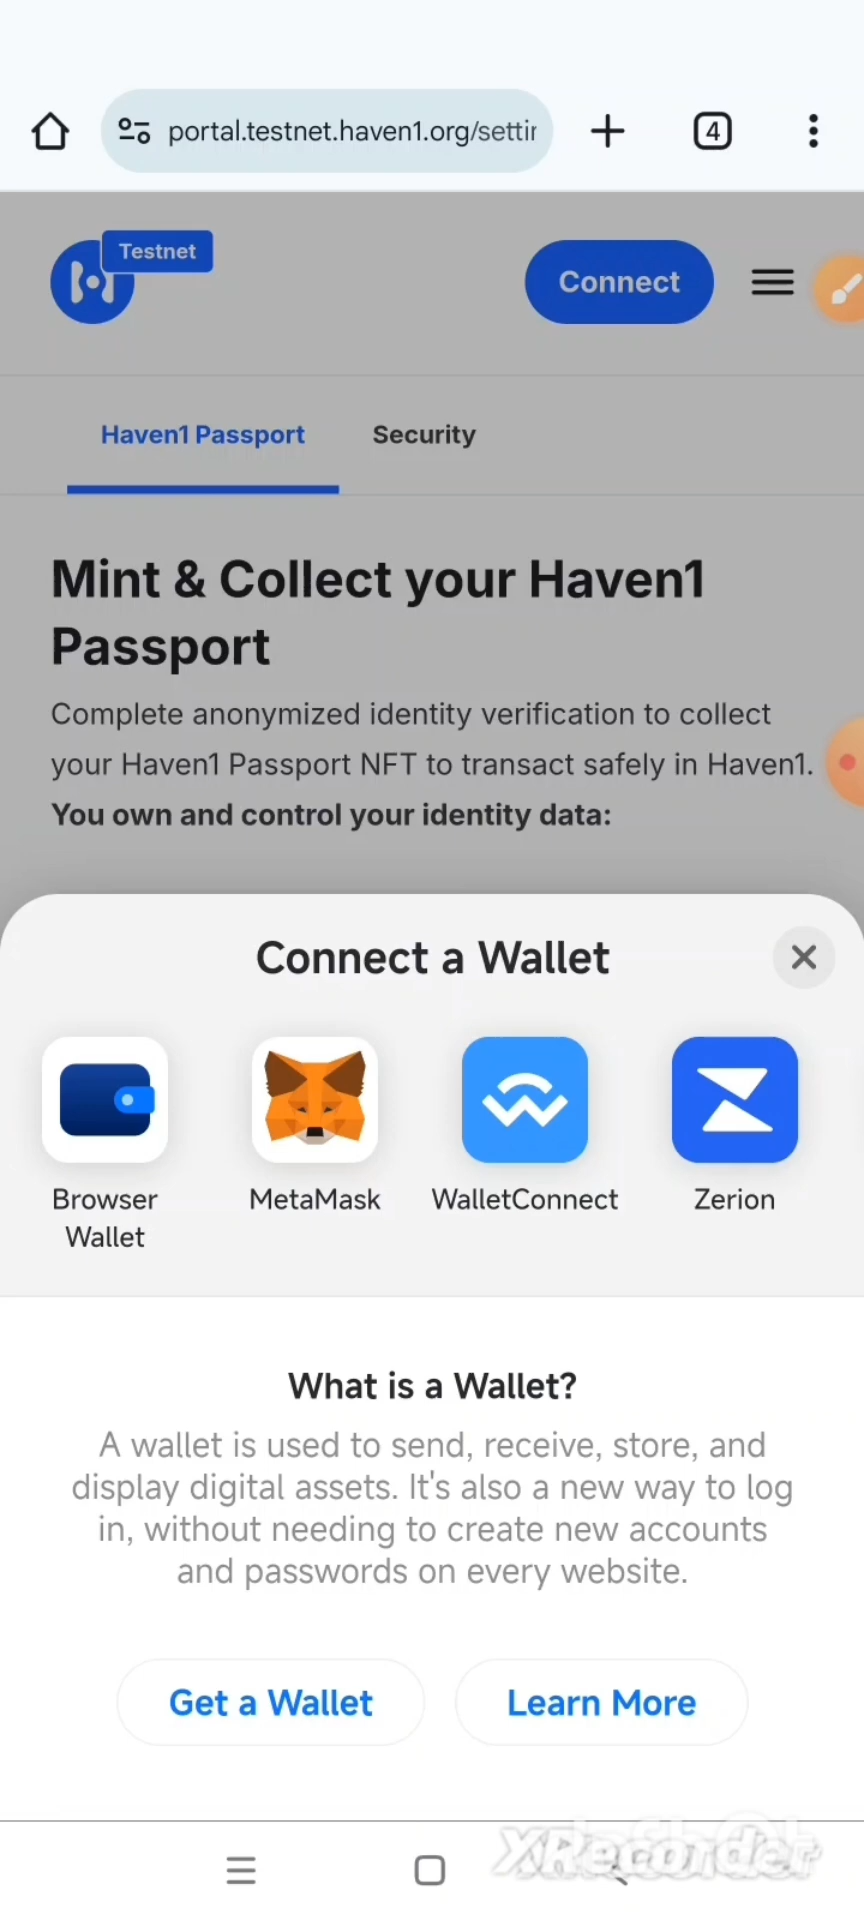 portal.testnet.haven1.org/settin
4
Testnet
Connect
Haven1 Passport
Security
Mint & Collect your Haven1
Passport
Complete anonymized identity verification to collect
your Haven1 Passport NFT to transact safely in Haven1.
You own and control your identity data:
Connect a Wallet
Browser
Wallet
MetaMask
WalletConnect
Zerion
What is a Wallet?
A wallet is used to send, receive, store, and
display digital assets. It's also a new way to log
in, without needing to create new accounts
and passwords on every website.
Get a Wallet
Learn More
XRecorder